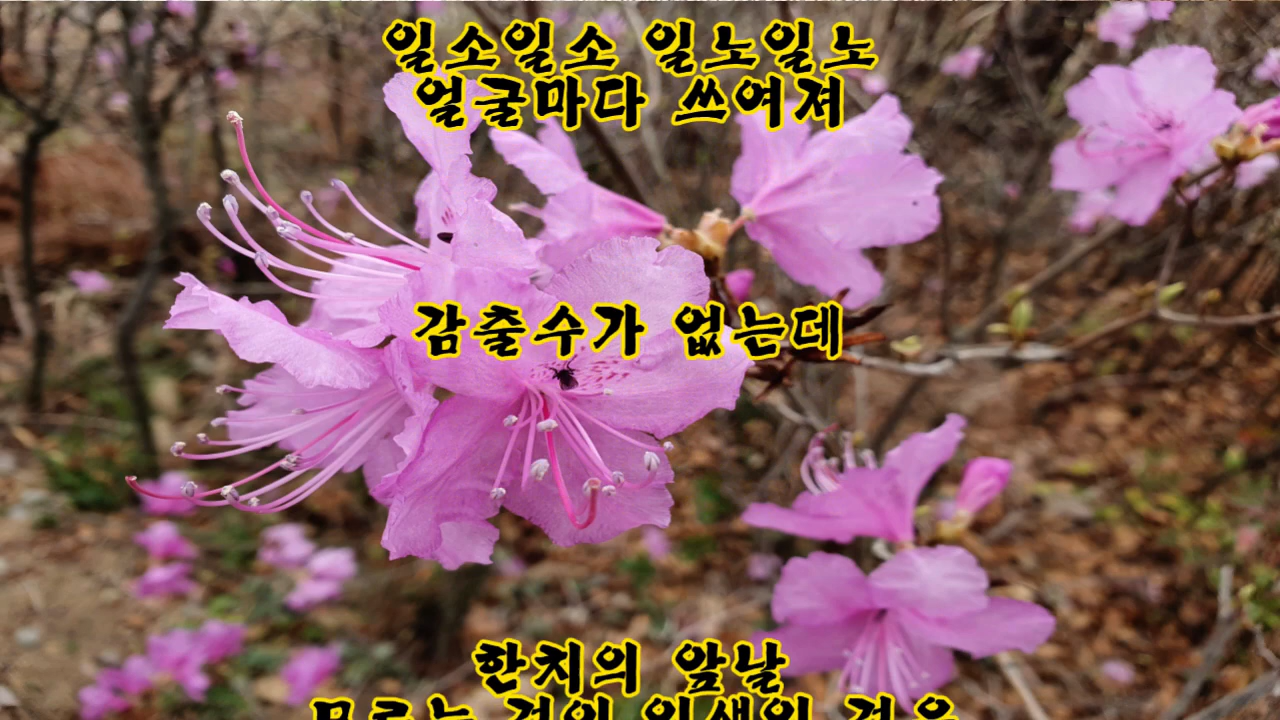 일소일소 일노일노
얼굴마다 쓰여져
감출수가 없는데
한치의 앞날